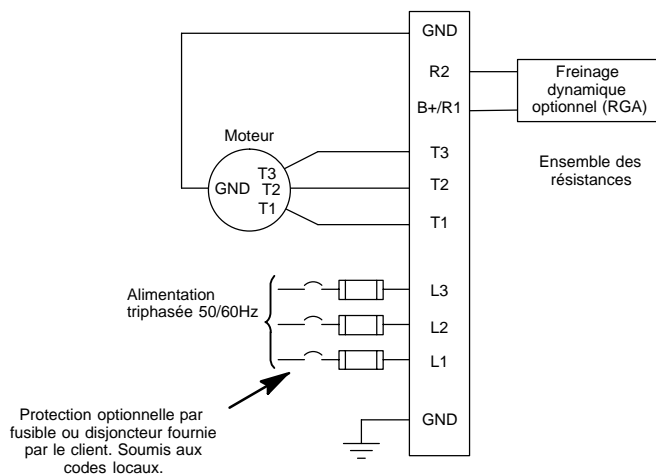 GND
R2
B+/R1
T3
T2
T1
L3
L2
L1
GND
Freinage
dynamique
optionnel (RGA)
Ensemble des
résistances
Moteur
T3
GND T2
T1
Alimentation
triphasée 50/60Hz
Protection optionnelle par
fusible ou disjoncteur fournie
par le client. Soumis aux
codes locaux.